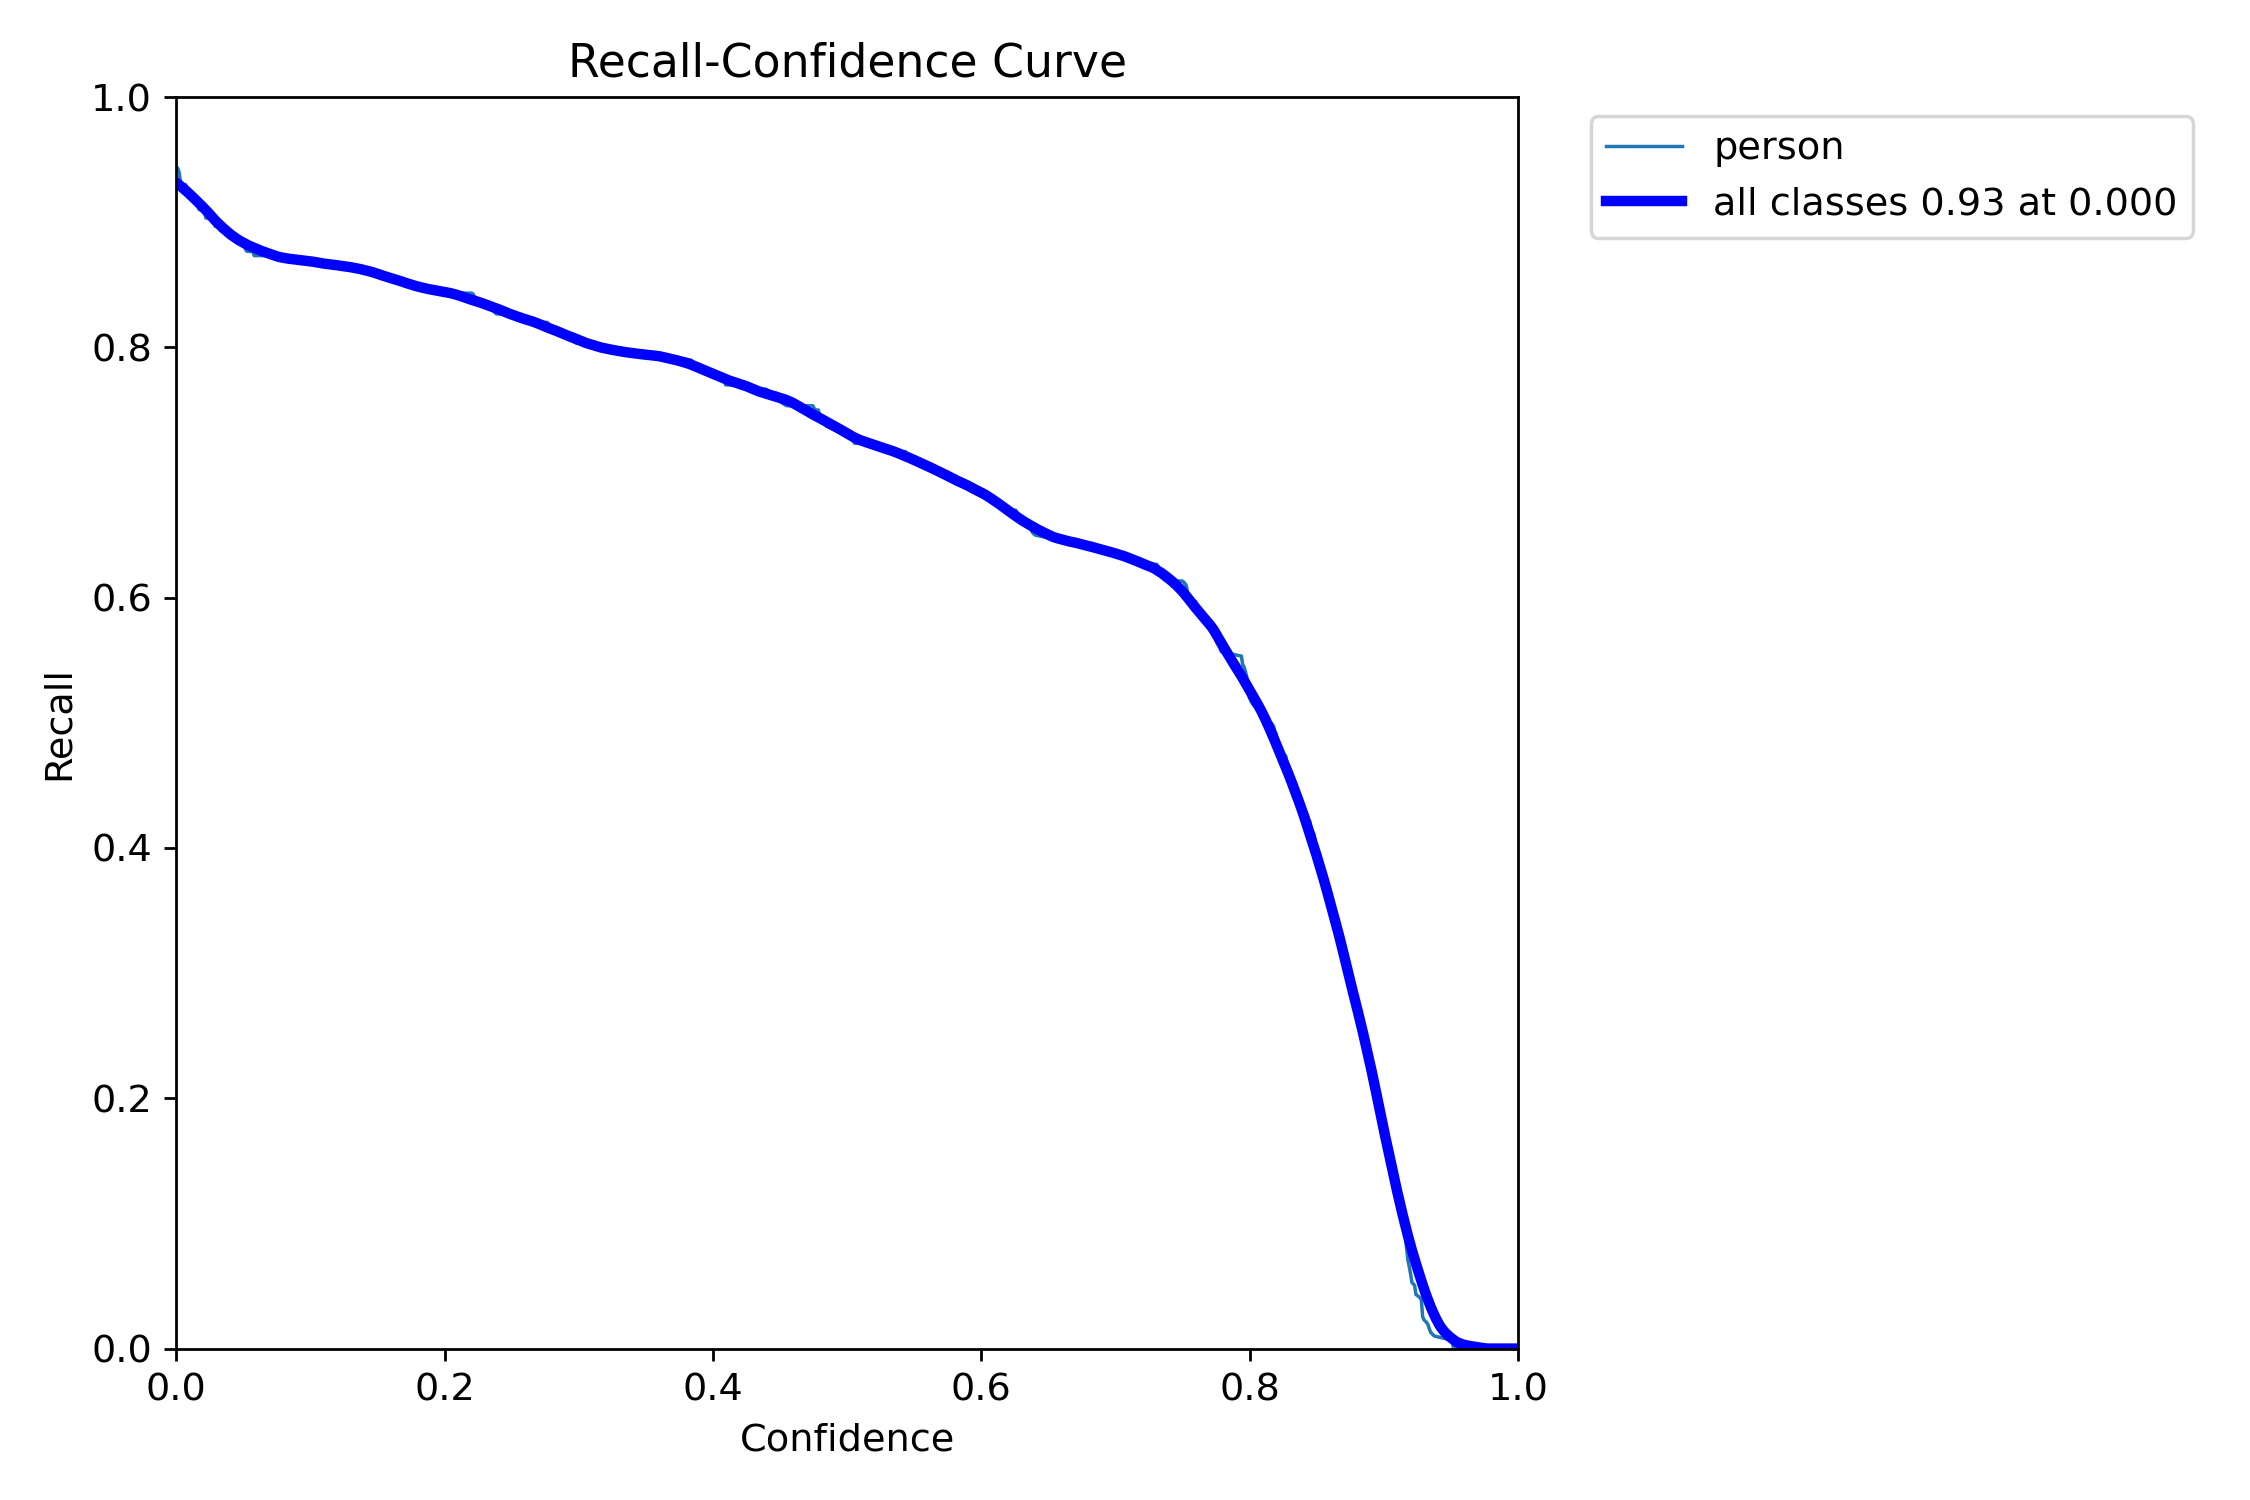 Recall-Confidence Curve
person
all classes 0.93 at 0.000
1.0
0.8
0.6
0.4
0.2
0.0
Recall
0.0 0.2 0.4 0.6 0.8 1.0
Confidence